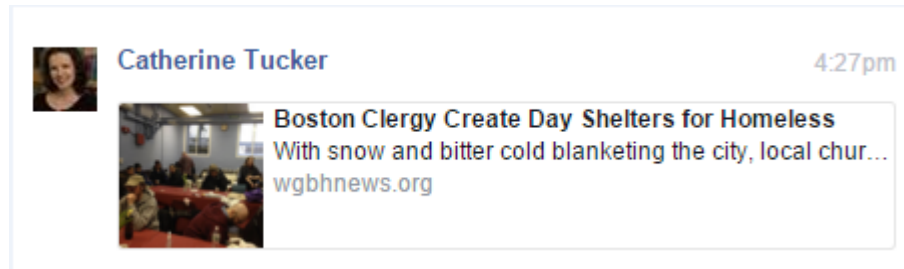 Catherine Tucker
4:27pm
Boston Clergy Create Day Shelters for Homeless
With snow and bitter cold blanketing the city, local chur...
wgbhnews.org